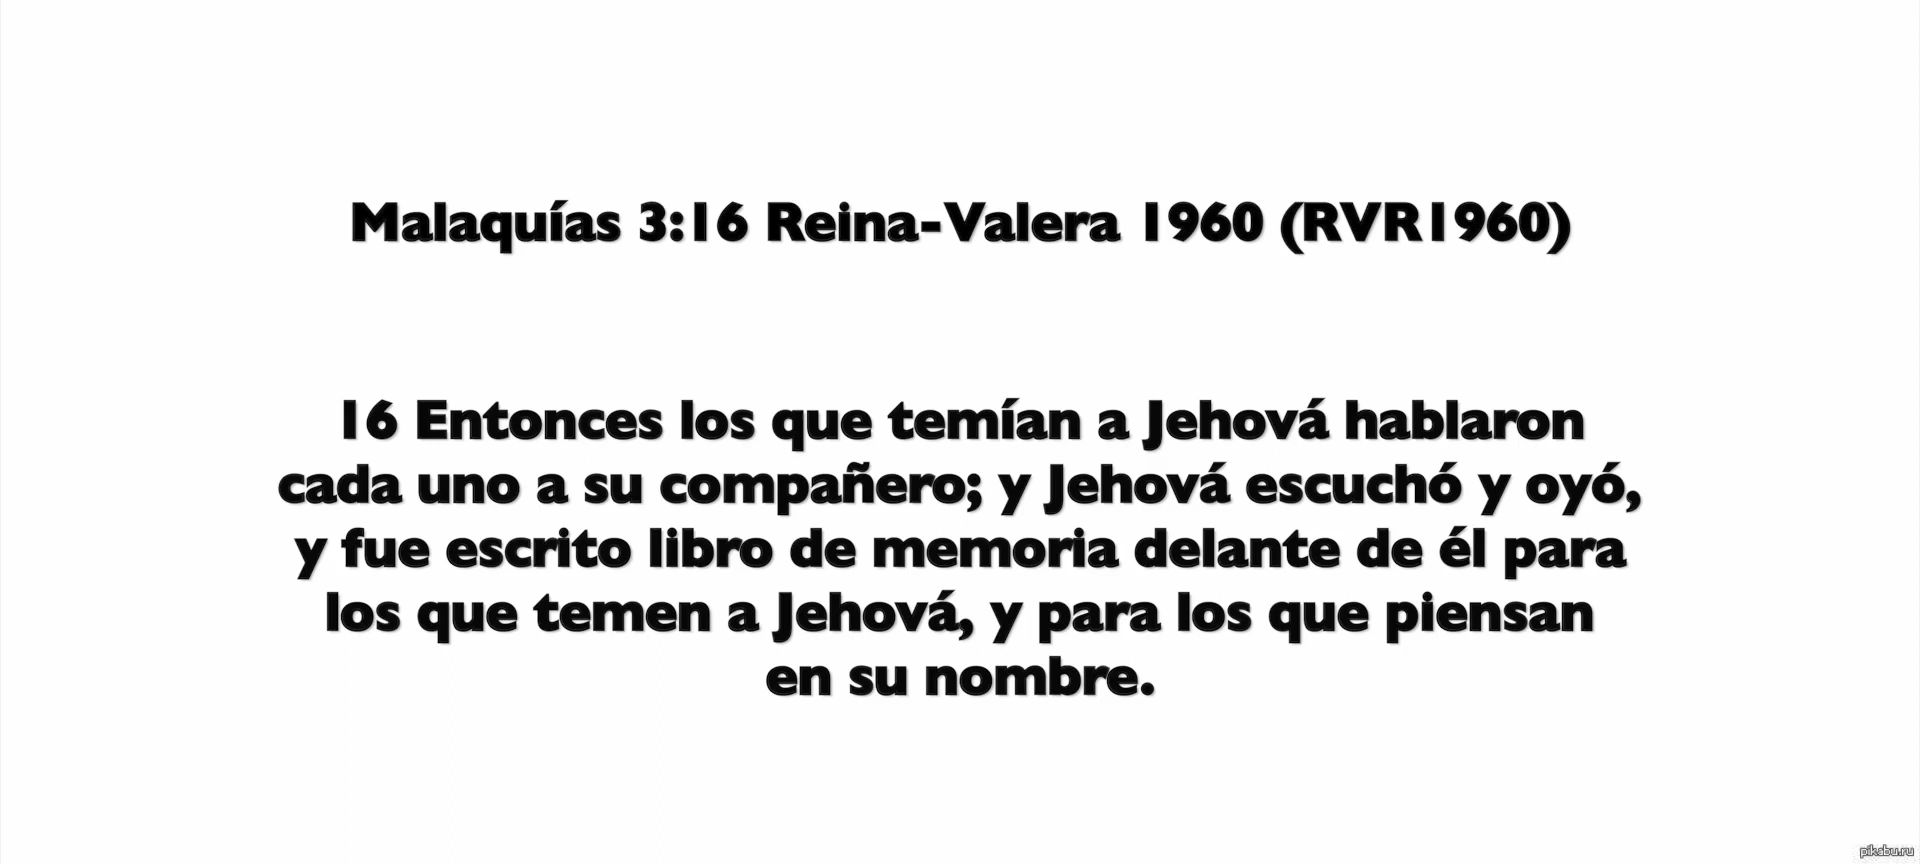 Malaquías 3:16 Reina-Valera 1960 (RVR1960)
16 Entonces los que temían a Jehová hablaron
cada uno a su compañero; y Jehová escuchó y oyó,
y fue escrito libro de memoria delante de él para
los que temen a Jehová, y para los que piensan
en su nombre.
piksbu.ru